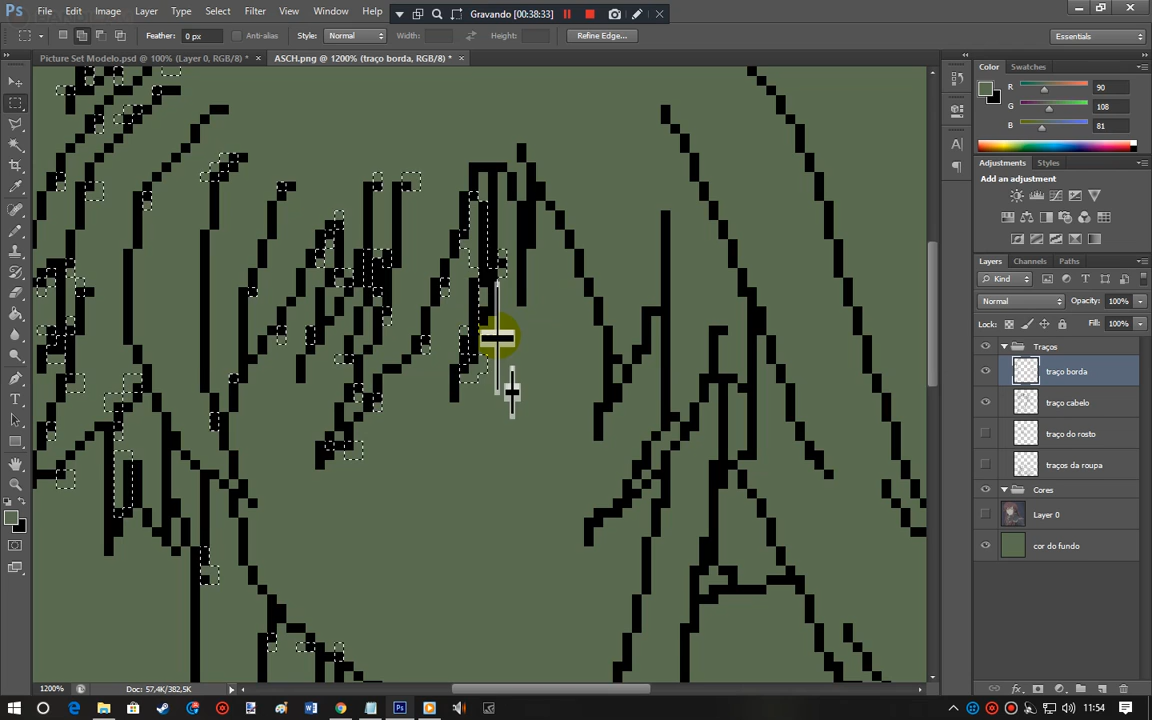 File Edit Image Layer Type Select Filter View Window Help
Gravando [00:38:33]
Feather: 0 px Anti-alias Style: Normal Width: Height: Refine Edge... Essentials
Picture Set Modelo.psd @ 100% (Layer 0, RGB/8) * × ASCH.png @ 1200% (traço borda, RGB/8) * ×
Color Swatches
R 90
G 108
B 81
Adjustments Styles
Add an adjustment
Layers Channels Paths
Kind
Normal Opacity: 100%
Lock: Fill: 100%
Traços
traço borda
traço cabelo
traço do rosto
traços da roupa
Cores
Layer 0
cor do fundo
1200% Doc: 57,4K/382,5K
11:54